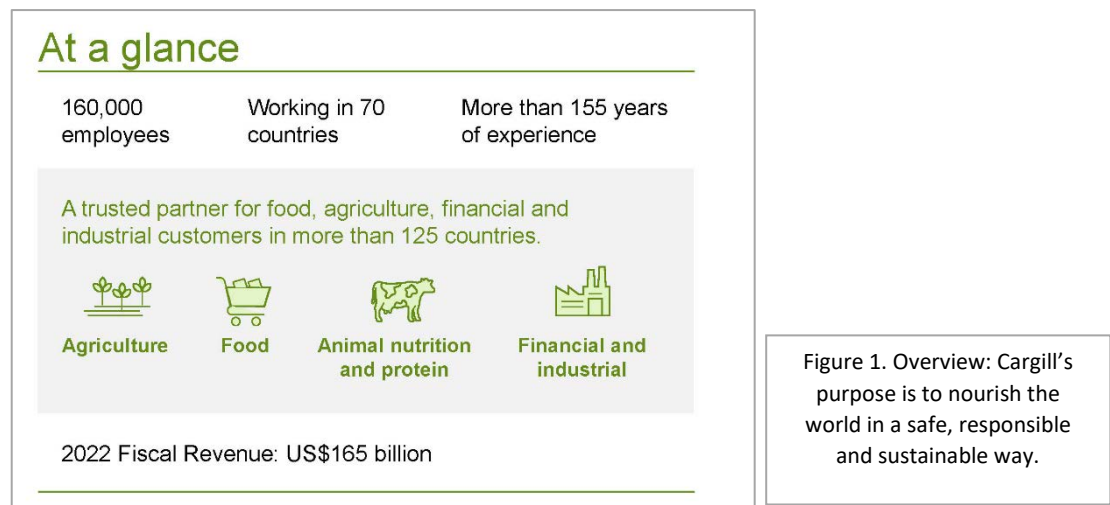 At a glance
160,000
employees
Working in 70
countries
More than 155 years
of experience
A trusted partner for food, agriculture, financial and
industrial customers in more than 125 countries.
Agriculture
Food
Animal nutrition
and protein
Financial and
industrial
2022 Fiscal Revenue: US$165 billion
Figure 1. Overview: Cargill’s
purpose is to nourish the
world in a safe, responsible
and sustainable way.